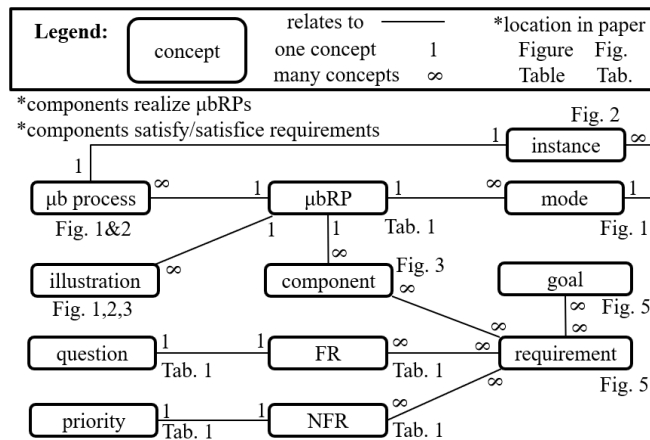 Legend:
concept
relates to
one concept 1
many concepts ∞
*location in paper
Figure Fig.
Table Tab.
*components realize μbRPs
*components satisfy/satisfice requirements
Fig. 2
1 instance ∞
1
μb process ∞ 1 μbRP 1 ∞ mode 1
Fig. 1&2 1 1 Tab. 1 Fig. 1
∞ ∞ Fig. 3
illustration component ∞ goal
Fig. 1,2,3 ∞ Fig. 5
∞ ∞
question 1 1 FR ∞ ∞ requirement
Tab. 1 Tab. 1 ∞ Fig. 5
priority 1 1 NFR ∞
Tab. 1 Tab. 1